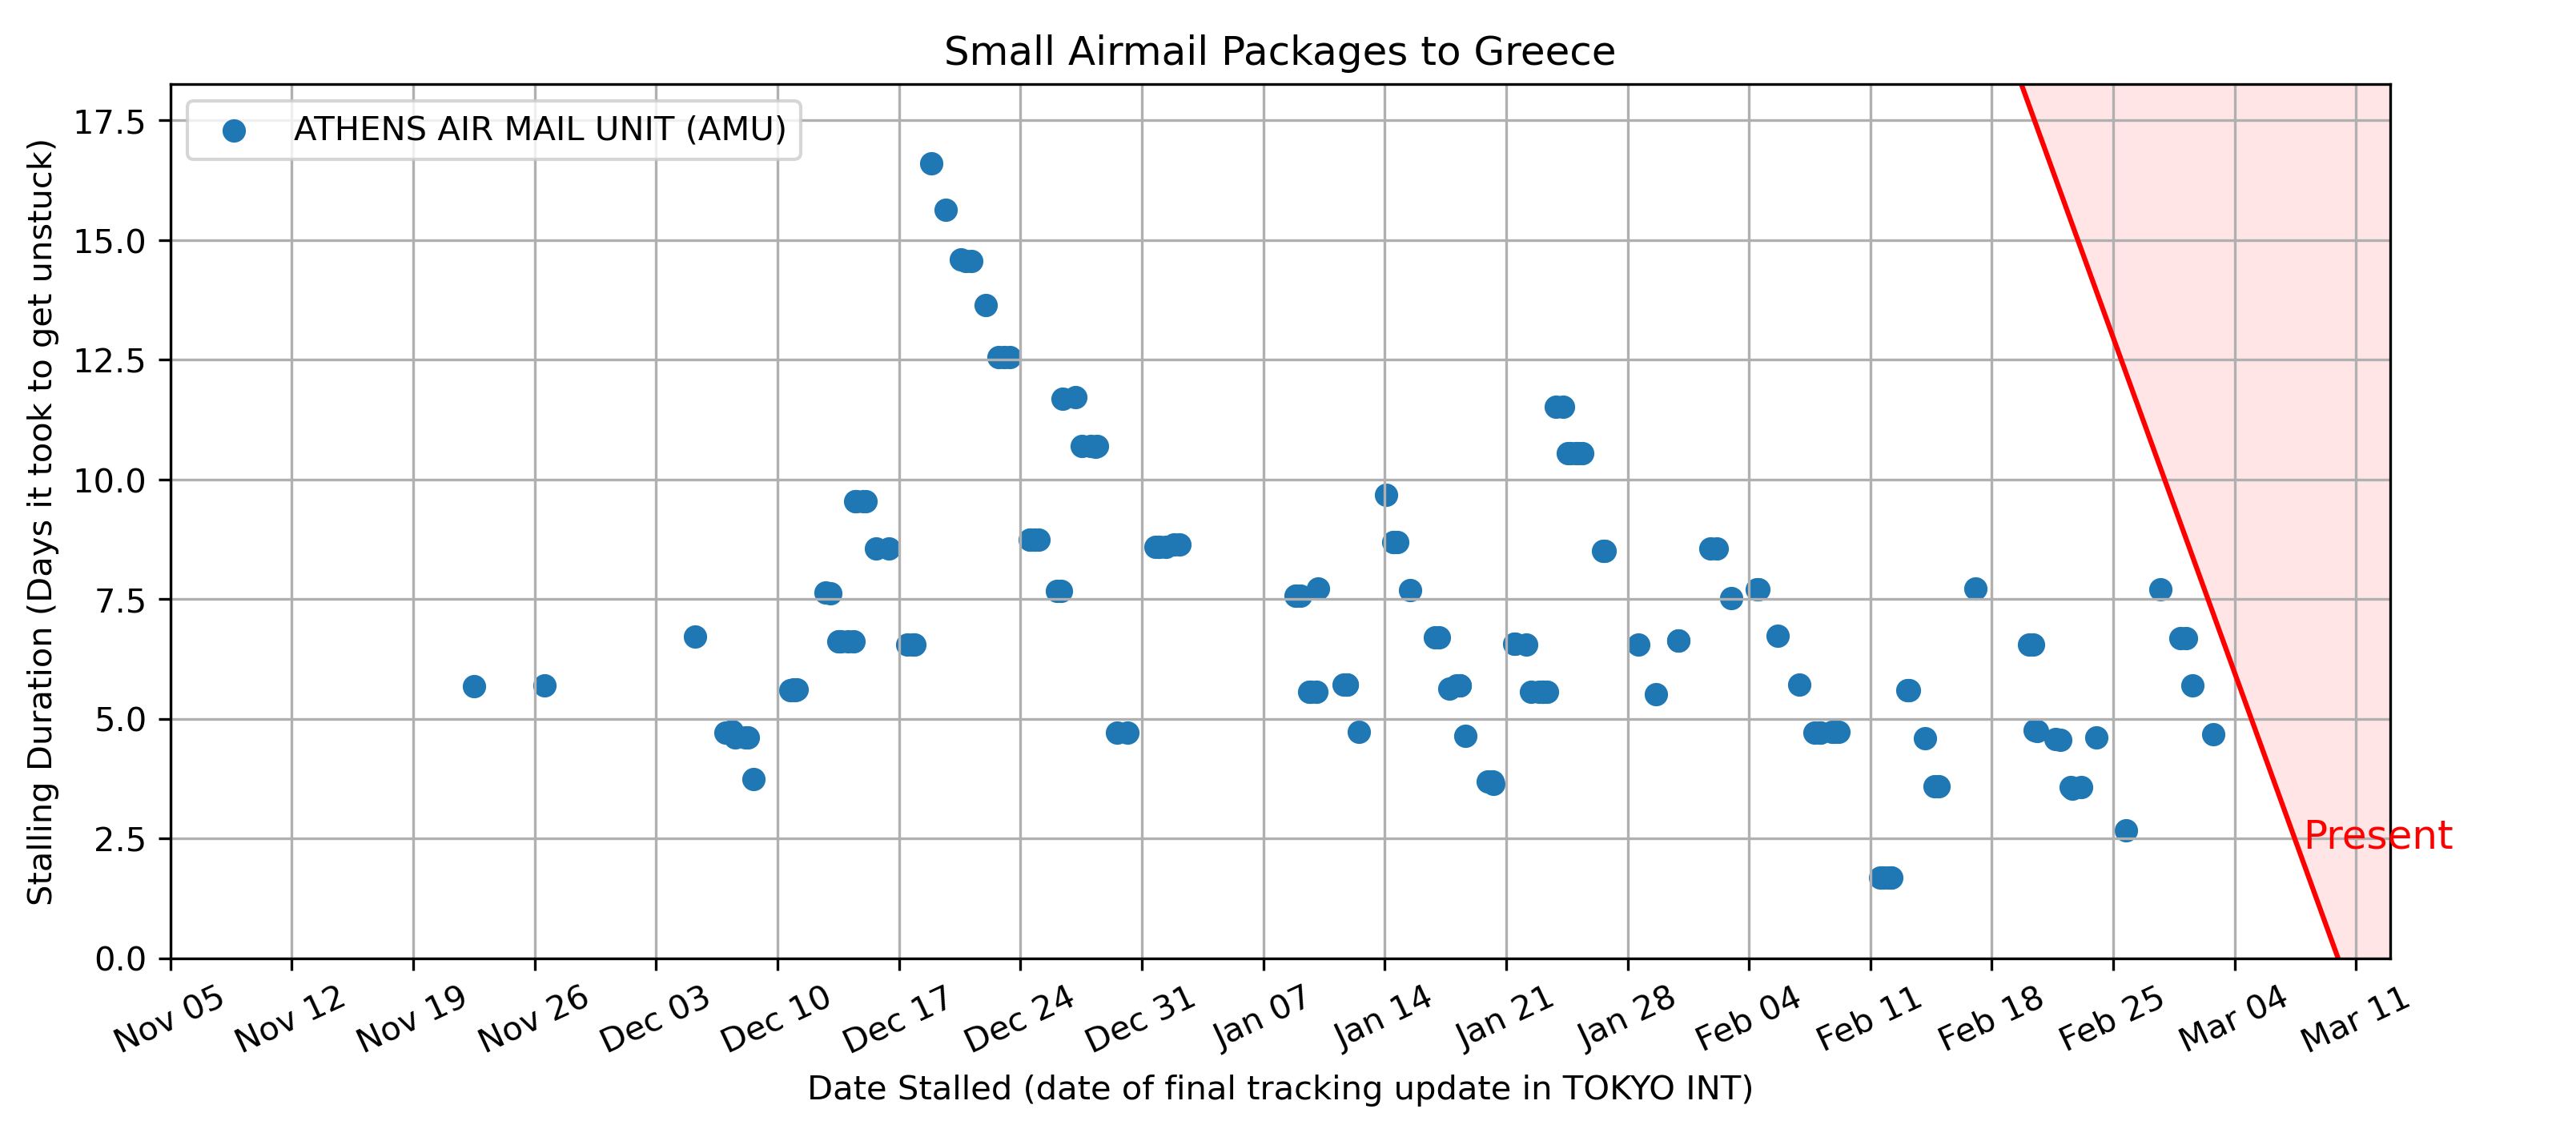 Small Airmail Packages to Greece
ATHENS AIR MAIL UNIT (AMU)
Stalling Duration (Days it took to get unstuck)
17.5
15.0
12.5
10.0
7.5
5.0
2.5
0.0
Present
Nov 05
Nov 12
Nov 19
Nov 26
Dec 03
Dec 10
Dec 17
Dec 24
Dec 31
Jan 07
Jan 14
Jan 21
Jan 28
Feb 04
Feb 11
Feb 18
Feb 25
Mar 04
Mar 11
Date Stalled (date of final tracking update in TOKYO INT)